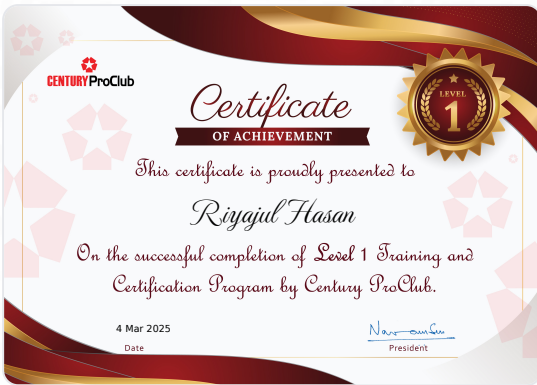 CENTURY ProClub
LEVEL
1
Certificate
OF ACHIEVEMENT
This certificate is proudly presented to
Riyajul Hasan
On the successful completion of Level 1 Training and
Certification Program by Century ProClub.
4 Mar 2025
Date
President